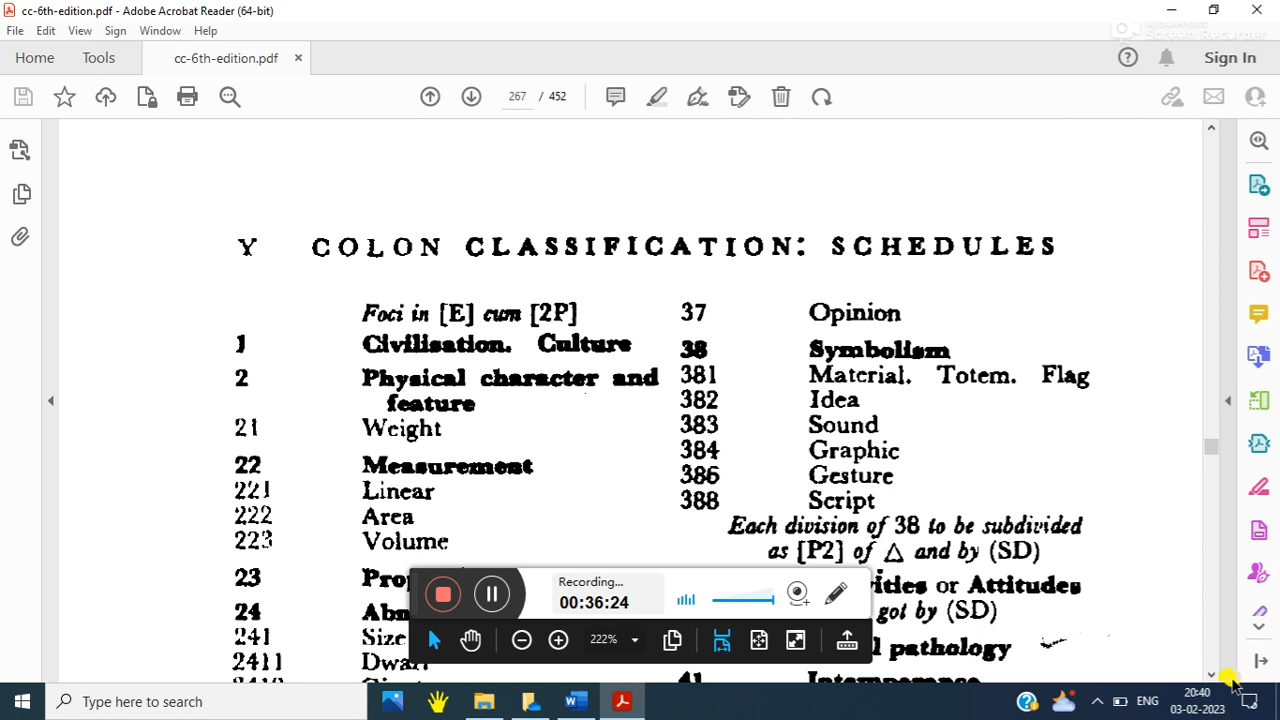 cc-6th-edition.pdf - Adobe Acrobat Reader (64-bit)
File Edit View Sign Window Help
Screen Recorder
Home Tools cc-6th-edition.pdf × Sign In
267 / 452
Y COLON CLASSIFICATION: SCHEDULES
Foci in [E] cum [2P]
1 Civilisation. Culture
2 Physical character and
feature
21 Weight
22 Measurement
221 Linear
222 Area
223 Volume
23
24
241 Size
2411 Dwarf
37 Opinion
38 Symbolism
381 Material. Totem. Flag
382 Idea
383 Sound
384 Graphic
386 Gesture
388 Script
Each division of 38 to be subdivided
as [P2] of △ and by (SD)
or Attitudes
got by (SD)
pathology
Recording...
00:36:24
222%
Type here to search
ENG
20:40
03-02-2023